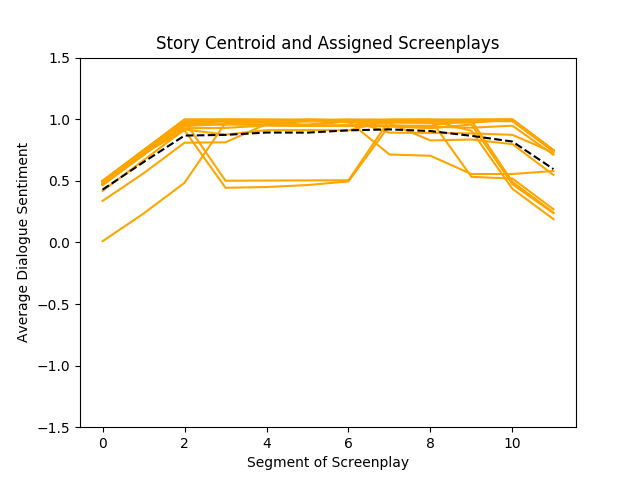 Story Centroid and Assigned Screenplays
1.5
1.0
0.5
0.0
−0.5
−1.0
−1.5
Average Dialogue Sentiment
0 2 4 6 8 10
Segment of Screenplay